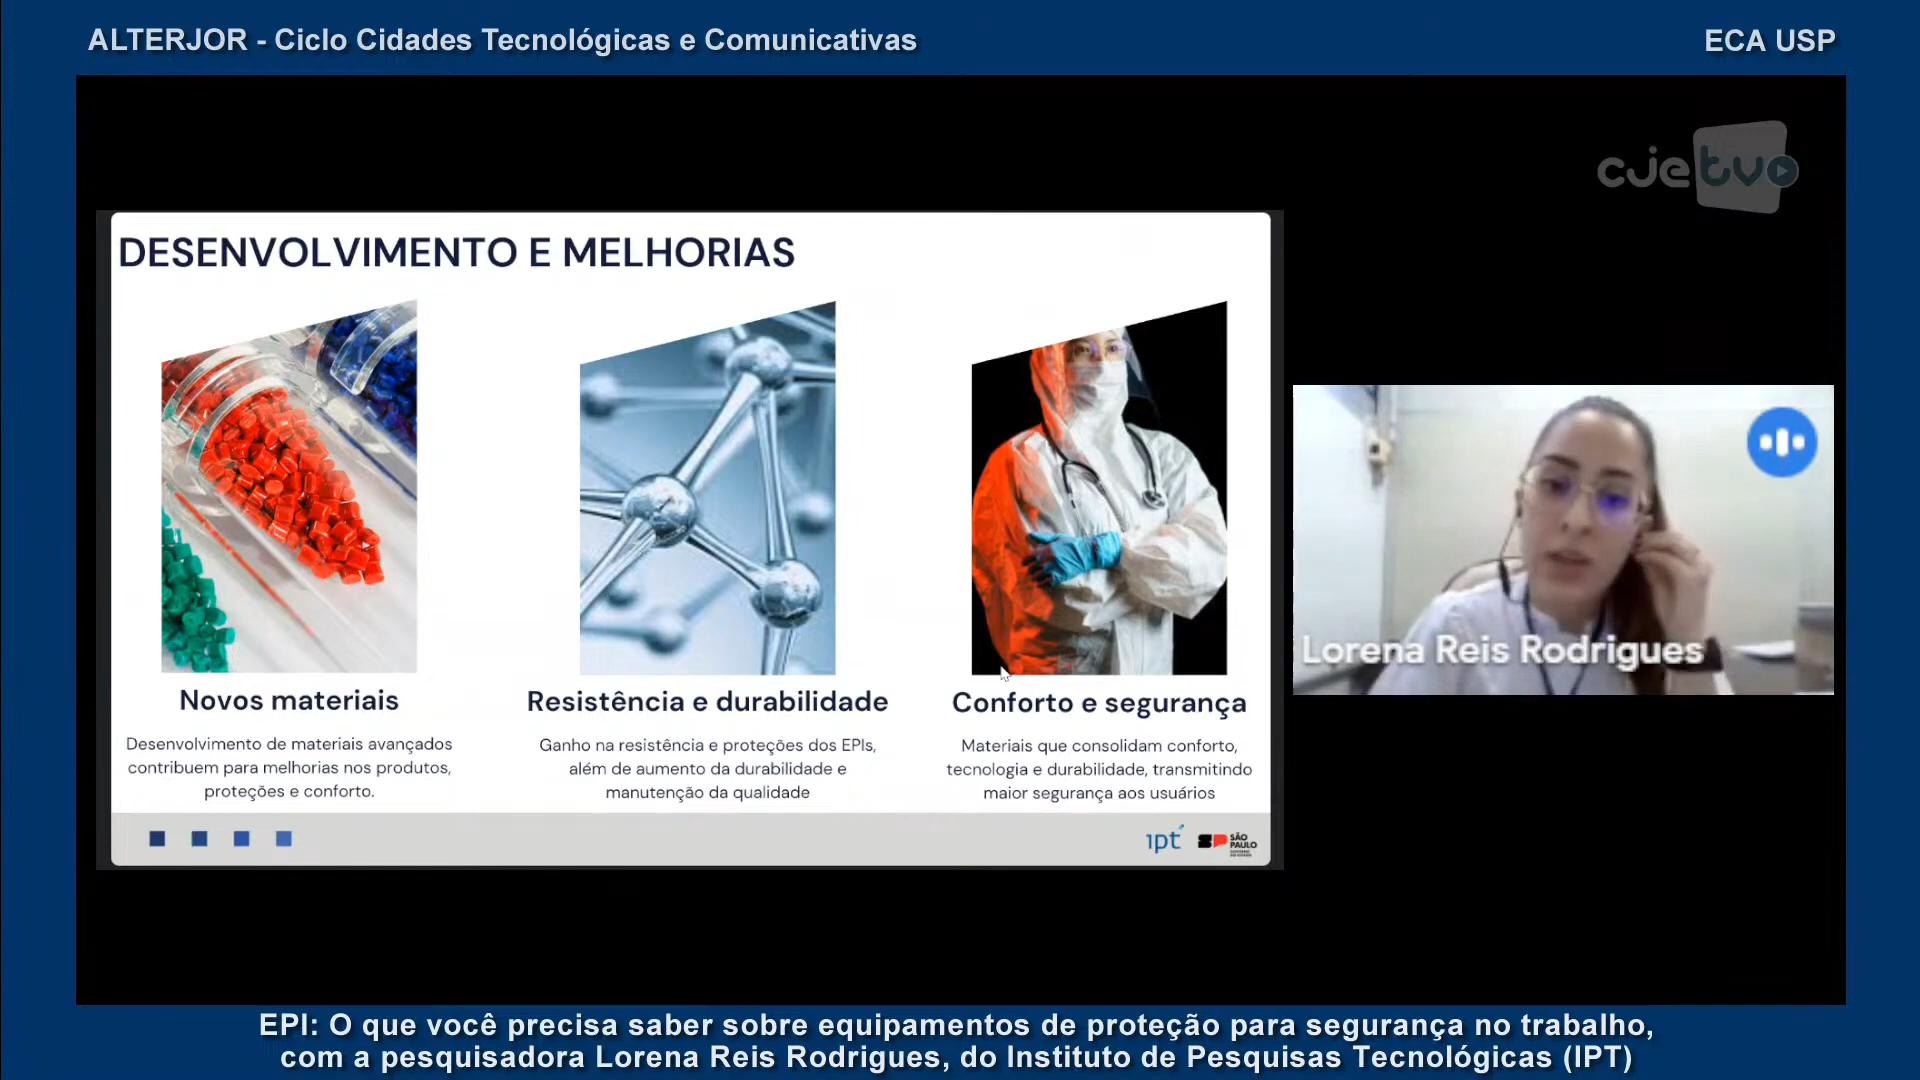 ALTERJOR - Ciclo Cidades Tecnológicas e Comunicativas
ECA USP
cje tv
DESENVOLVIMENTO E MELHORIAS
Novos materiais
Desenvolvimento de materiais avançados
contribuem para melhorias nos produtos,
proteções e conforto.
Resistência e durabilidade
Ganho na resistência e proteções dos EPIs,
além de aumento da durabilidade e
manutenção da qualidade
Conforto e segurança
Materiais que consolidam conforto,
tecnologia e durabilidade, transmitindo
maior segurança aos usuários
ipt
SP
SÃO
PAULO
Lorena Reis Rodrigues
EPI: O que você precisa saber sobre equipamentos de proteção para segurança no trabalho,
com a pesquisadora Lorena Reis Rodrigues, do Instituto de Pesquisas Tecnológicas (IPT)